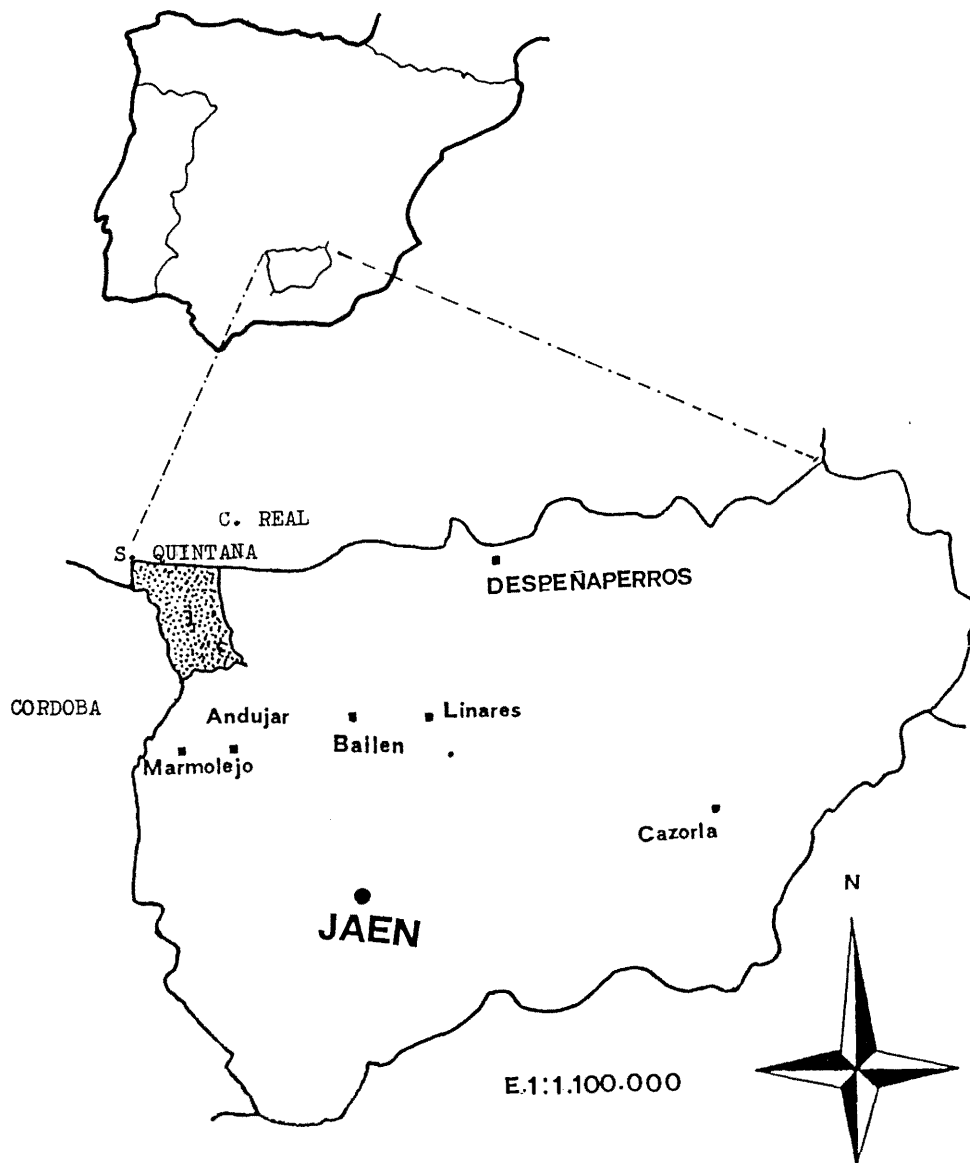 C. REAL
S. QUINTANA
DESPEÑAPERROS
CORDOBA
Andujar
Linares
Bailen
Marmolejo
Cazorla
N
JAEN
E.1:1.100.000